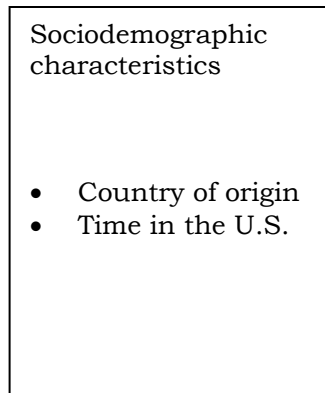 Sociodemographic
characteristics
• Country of origin
• Time in the U.S.